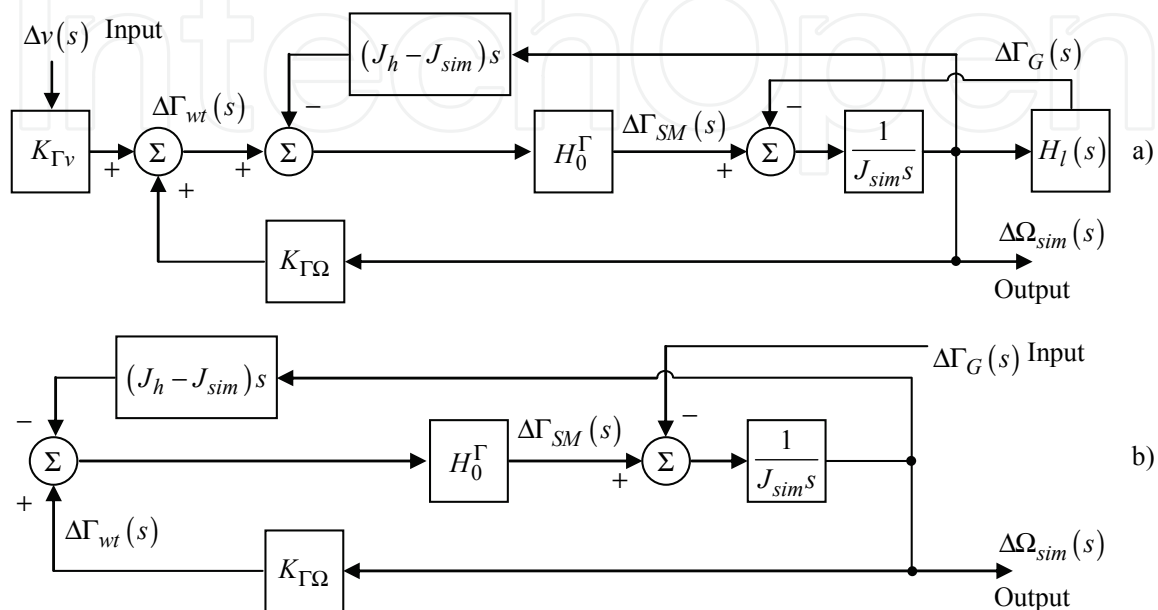 IntechOpen
Δv(s) Input
(J_h − J_sim)s
ΔΓ_G(s)
ΔΓ_wt(s)
−
ΔΓ_SM(s)
−
K_Γv
+
Σ
+
Σ
H_0^Γ
+
Σ
1/(J_sim s)
H_l(s)
a)
+
K_ΓΩ
ΔΩ_sim(s)
Output
(J_h − J_sim)s
ΔΓ_G(s) Input
−
ΔΓ_SM(s)
−
Σ
H_0^Γ
+
Σ
1/(J_sim s)
b)
+
ΔΓ_wt(s)
K_ΓΩ
ΔΩ_sim(s)
Output